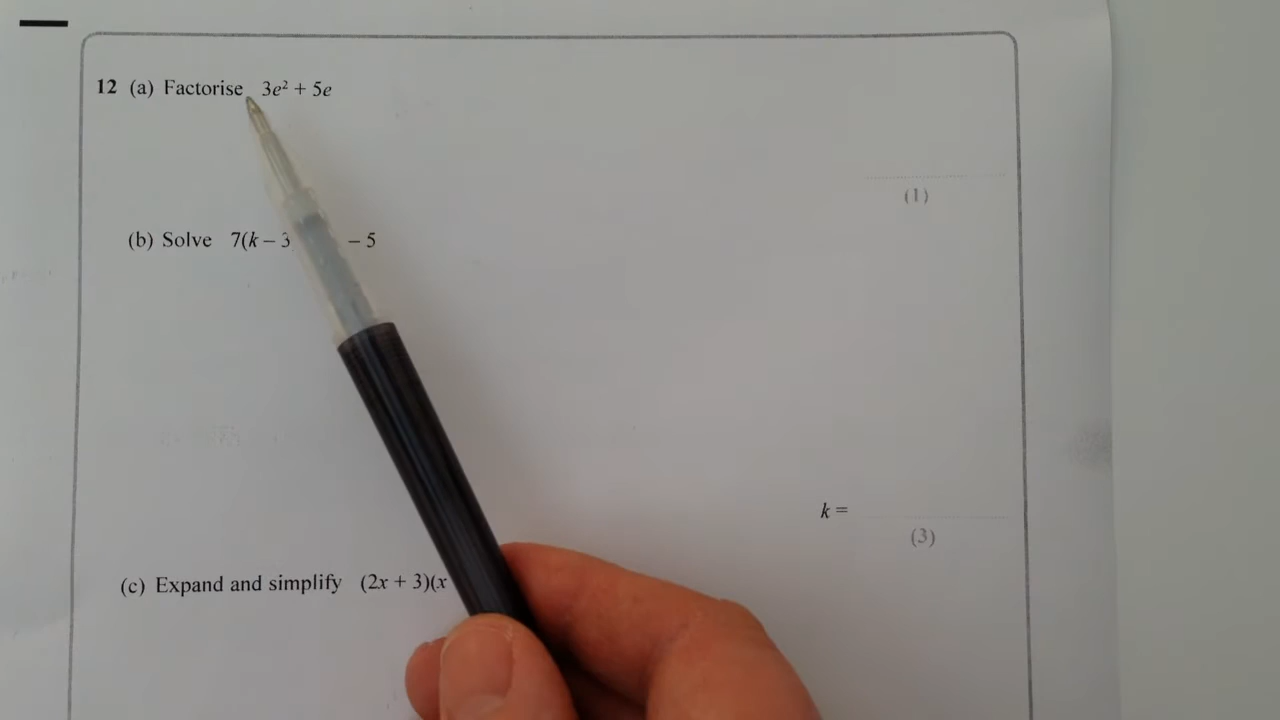 12 (a) Factorise 3e² + 5e
(1)
(b) Solve 7(k – 3 – 5
k =
(3)
(c) Expand and simplify (2x + 3)(x